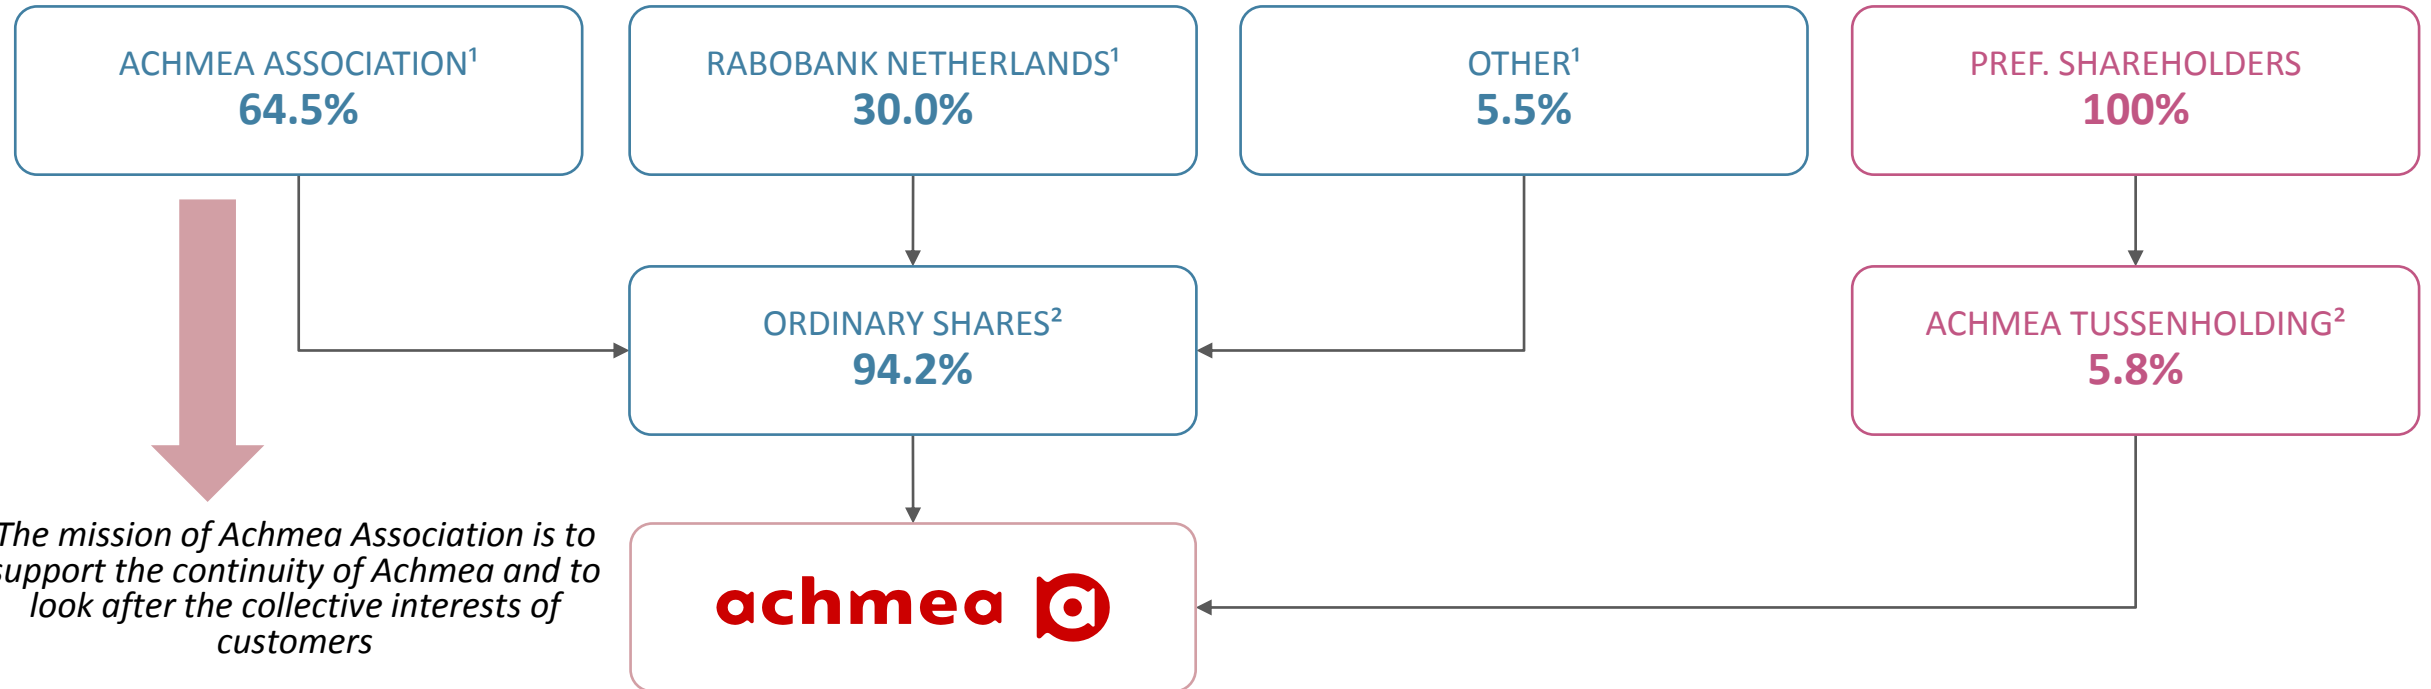 ACHMEA ASSOCIATION¹
64.5%
RABOBANK NETHERLANDS¹
30.0%
OTHER¹
5.5%
PREF. SHAREHOLDERS
100%
ORDINARY SHARES²
94.2%
ACHMEA TUSSENHOLDING²
5.8%
The mission of Achmea Association is to
support the continuity of Achmea and to
look after the collective interests of
customers
achmea